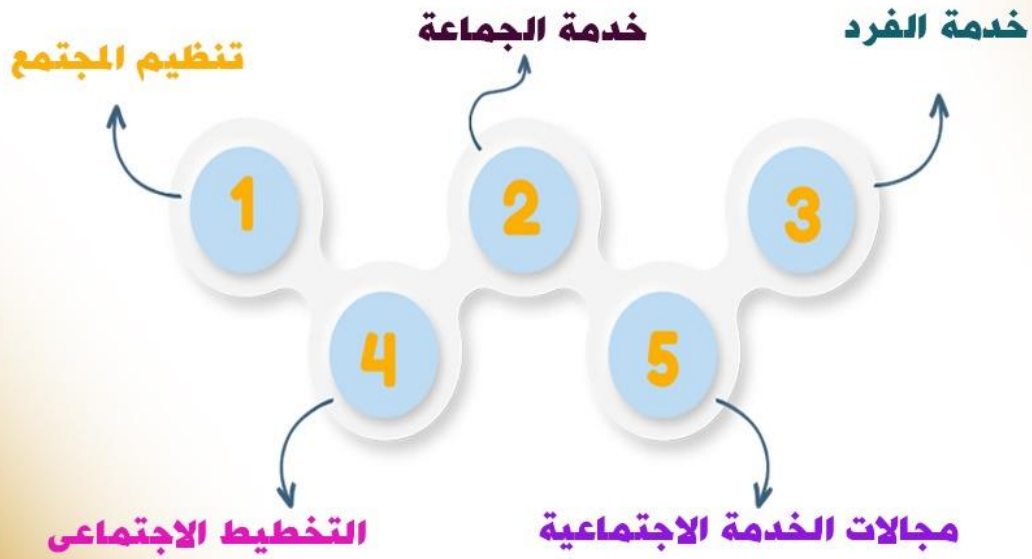 خدمة الفرد
خدمة الجماعة
تنظيم المجتمع
1
2
3
4
5
التخطيط الاجتماعى
مجالات الخدمة الاجتماعية